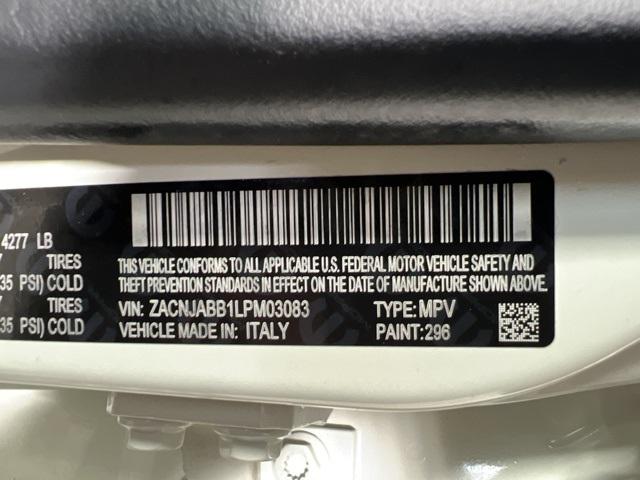 4277 LB
TIRES
35 PSI) COLD
TIRES
35 PSI) COLD
THIS VEHICLE CONFORMS TO ALL APPLICABLE U.S. FEDERAL MOTOR VEHICLE SAFETY AND
THEFT PREVENTION STANDARDS IN EFFECT ON THE DATE OF MANUFACTURE SHOWN ABOVE.
VIN: ZACNJABB1LPM03083 TYPE: MPV
VEHICLE MADE IN: ITALY PAINT: 296